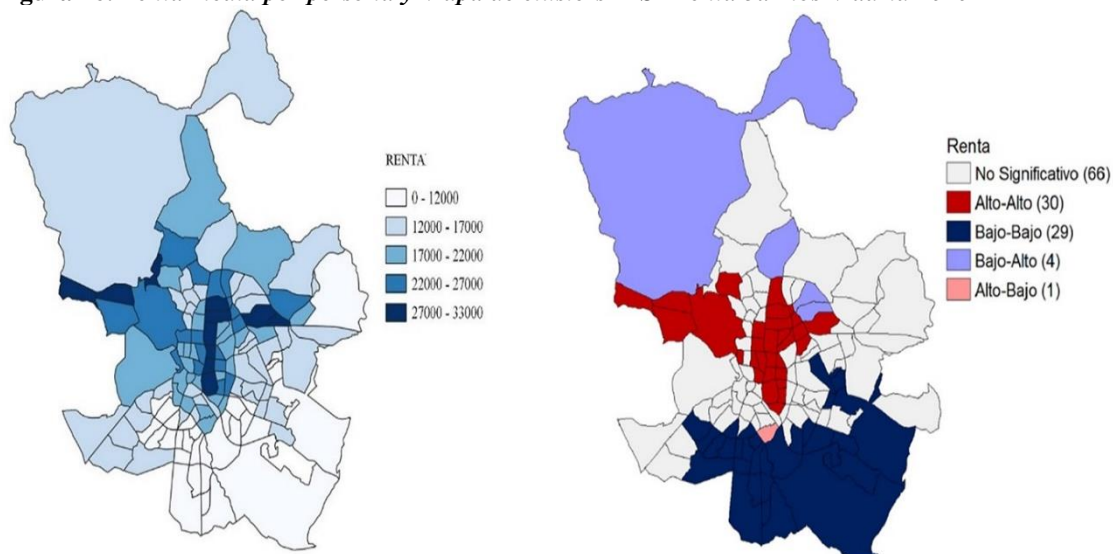 RENTA
0 - 12000
12000 - 17000
17000 - 22000
22000 - 27000
27000 - 33000
Renta
No Significativo (66)
Alto-Alto (30)
Bajo-Bajo (29)
Bajo-Alto (4)
Alto-Bajo (1)